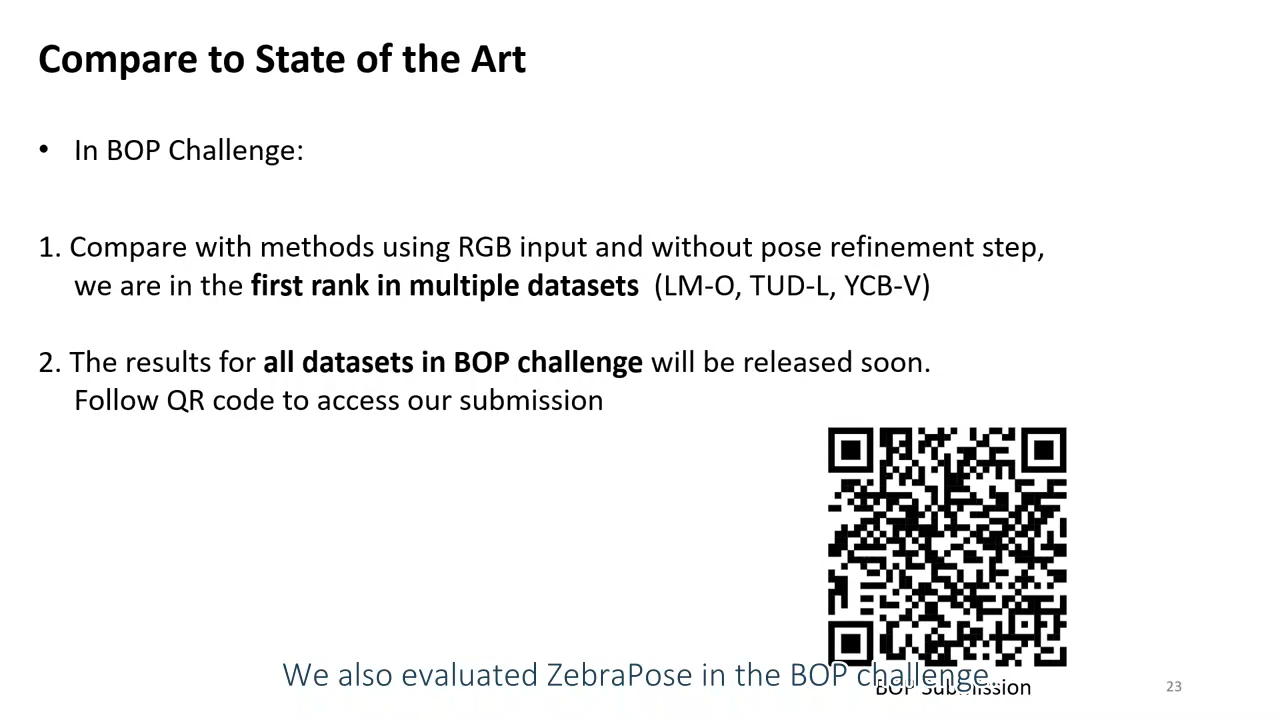 Compare to State of the Art
• In BOP Challenge:
1. Compare with methods using RGB input and without pose refinement step,
we are in the first rank in multiple datasets (LM-O, TUD-L, YCB-V)
2. The results for all datasets in BOP challenge will be released soon.
Follow QR code to access our submission
We also evaluated ZebraPose in the BOP challenge.
BOP Submission
23